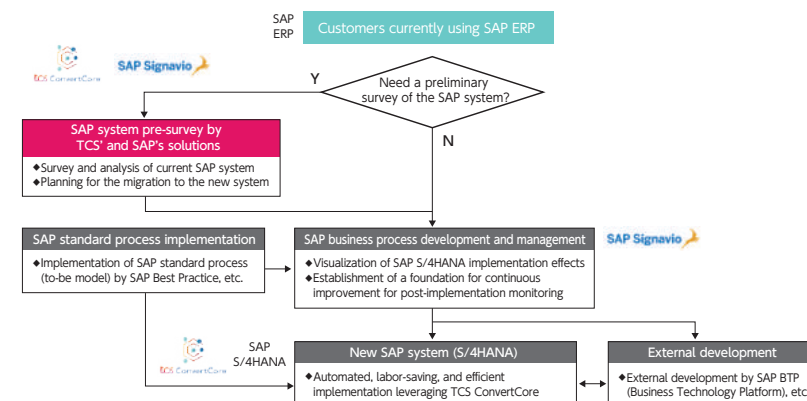 SAP
ERP
Customers currently using SAP ERP
TCS ConvertCore
SAP Signavio
Y
Need a preliminary
survey of the SAP system?
N
SAP system pre-survey by
TCS' and SAP's solutions
◆Survey and analysis of current SAP system
◆Planning for the migration to the new system
SAP standard process implementation
◆Implementation of SAP standard process
(to-be model) by SAP Best Practice, etc.
SAP business process development and management
◆Visualization of SAP S/4HANA implementation effects
◆Establishment of a foundation for continuous
improvement for post-implementation monitoring
SAP Signavio
TCS ConvertCore
SAP
S/4HANA
New SAP system (S/4HANA)
◆Automated, labor-saving, and efficient
implementation leveraging TCS ConvertCore
External development
◆External development by SAP BTP
(Business Technology Platform), etc